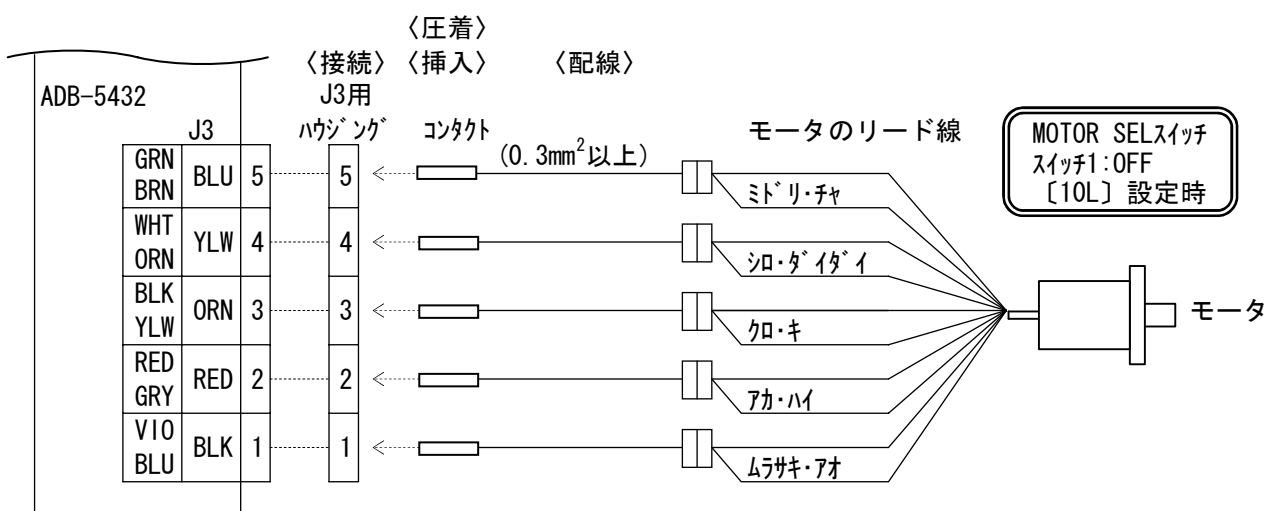 〈圧着〉
〈接続〉〈挿入〉 〈配線〉
ADB-5432
J3用
J3
ﾊｳｼﾞﾝｸﾞ
ｺﾝﾀｸﾄ
(0.3mm²以上)
モータのリード線
MOTOR SELｽｲｯﾁ
ｽｲｯﾁ1:OFF
〔10L〕設定時
GRN
BRN
BLU
5
5
ﾐﾄﾞﾘ･ﾁｬ
WHT
ORN
YLW
4
4
ｼﾛ･ﾀﾞｲﾀﾞｲ
BLK
YLW
ORN
3
3
ｸﾛ･ｷ
モータ
RED
GRY
RED
2
2
ｱｶ･ﾊｲ
VIO
BLU
BLK
1
1
ﾑﾗｻｷ･ｱｵ